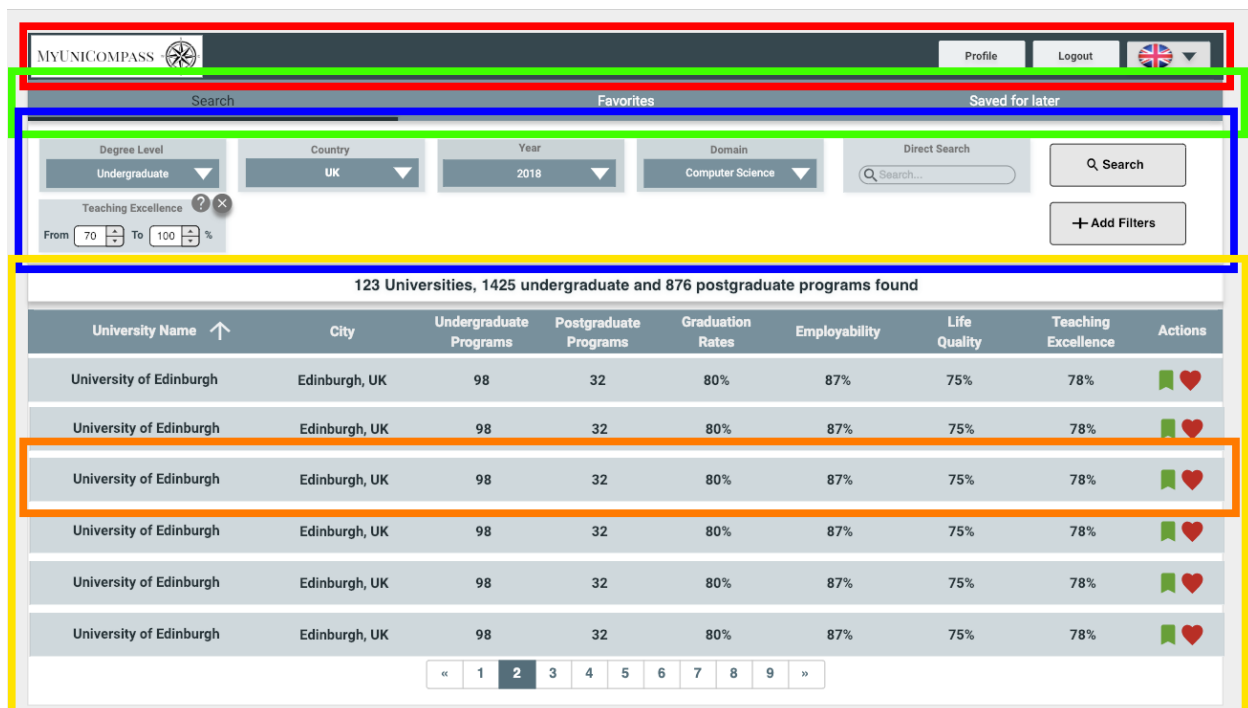 MYUNICOMPASS
Profile Logout
Search Favorites Saved for later
Degree Level Country Year Domain Direct Search
Undergraduate UK 2018 Computer Science Search... Search
Teaching Excellence ? ×
From 70 To 100 % + Add Filters
123 Universities, 1425 undergraduate and 876 postgraduate programs found
University Name City Undergraduate Programs Postgraduate Programs Graduation Rates Employability Life Quality Teaching Excellence Actions
University of Edinburgh Edinburgh, UK 98 32 80% 87% 75% 78%
University of Edinburgh Edinburgh, UK 98 32 80% 87% 75% 78%
University of Edinburgh Edinburgh, UK 98 32 80% 87% 75% 78%
University of Edinburgh Edinburgh, UK 98 32 80% 87% 75% 78%
University of Edinburgh Edinburgh, UK 98 32 80% 87% 75% 78%
University of Edinburgh Edinburgh, UK 98 32 80% 87% 75% 78%
« 1 2 3 4 5 6 7 8 9 »